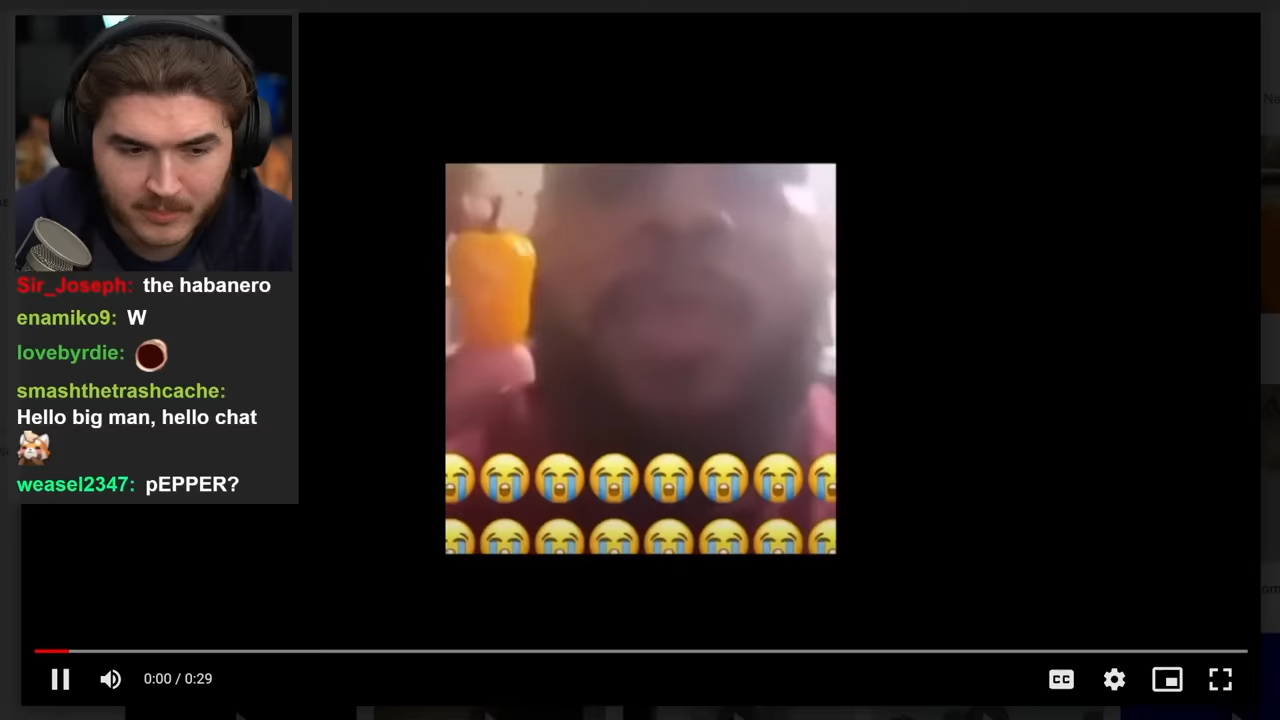 Sir_Joseph: the habanero
enamiko9: W
lovebyrdie:
smashthetrashcache:
Hello big man, hello chat
weasel2347: pEPPER?
0:00 / 0:29
CC